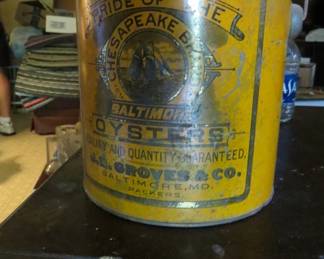 PRIDE OF THE
CHESAPEAKE BAY
BALTIMORE
OYSTERS
QUALITY AND QUANTITY GUARANTEED.
GROVES & CO.
BALTIMORE, MD.
PACKERS